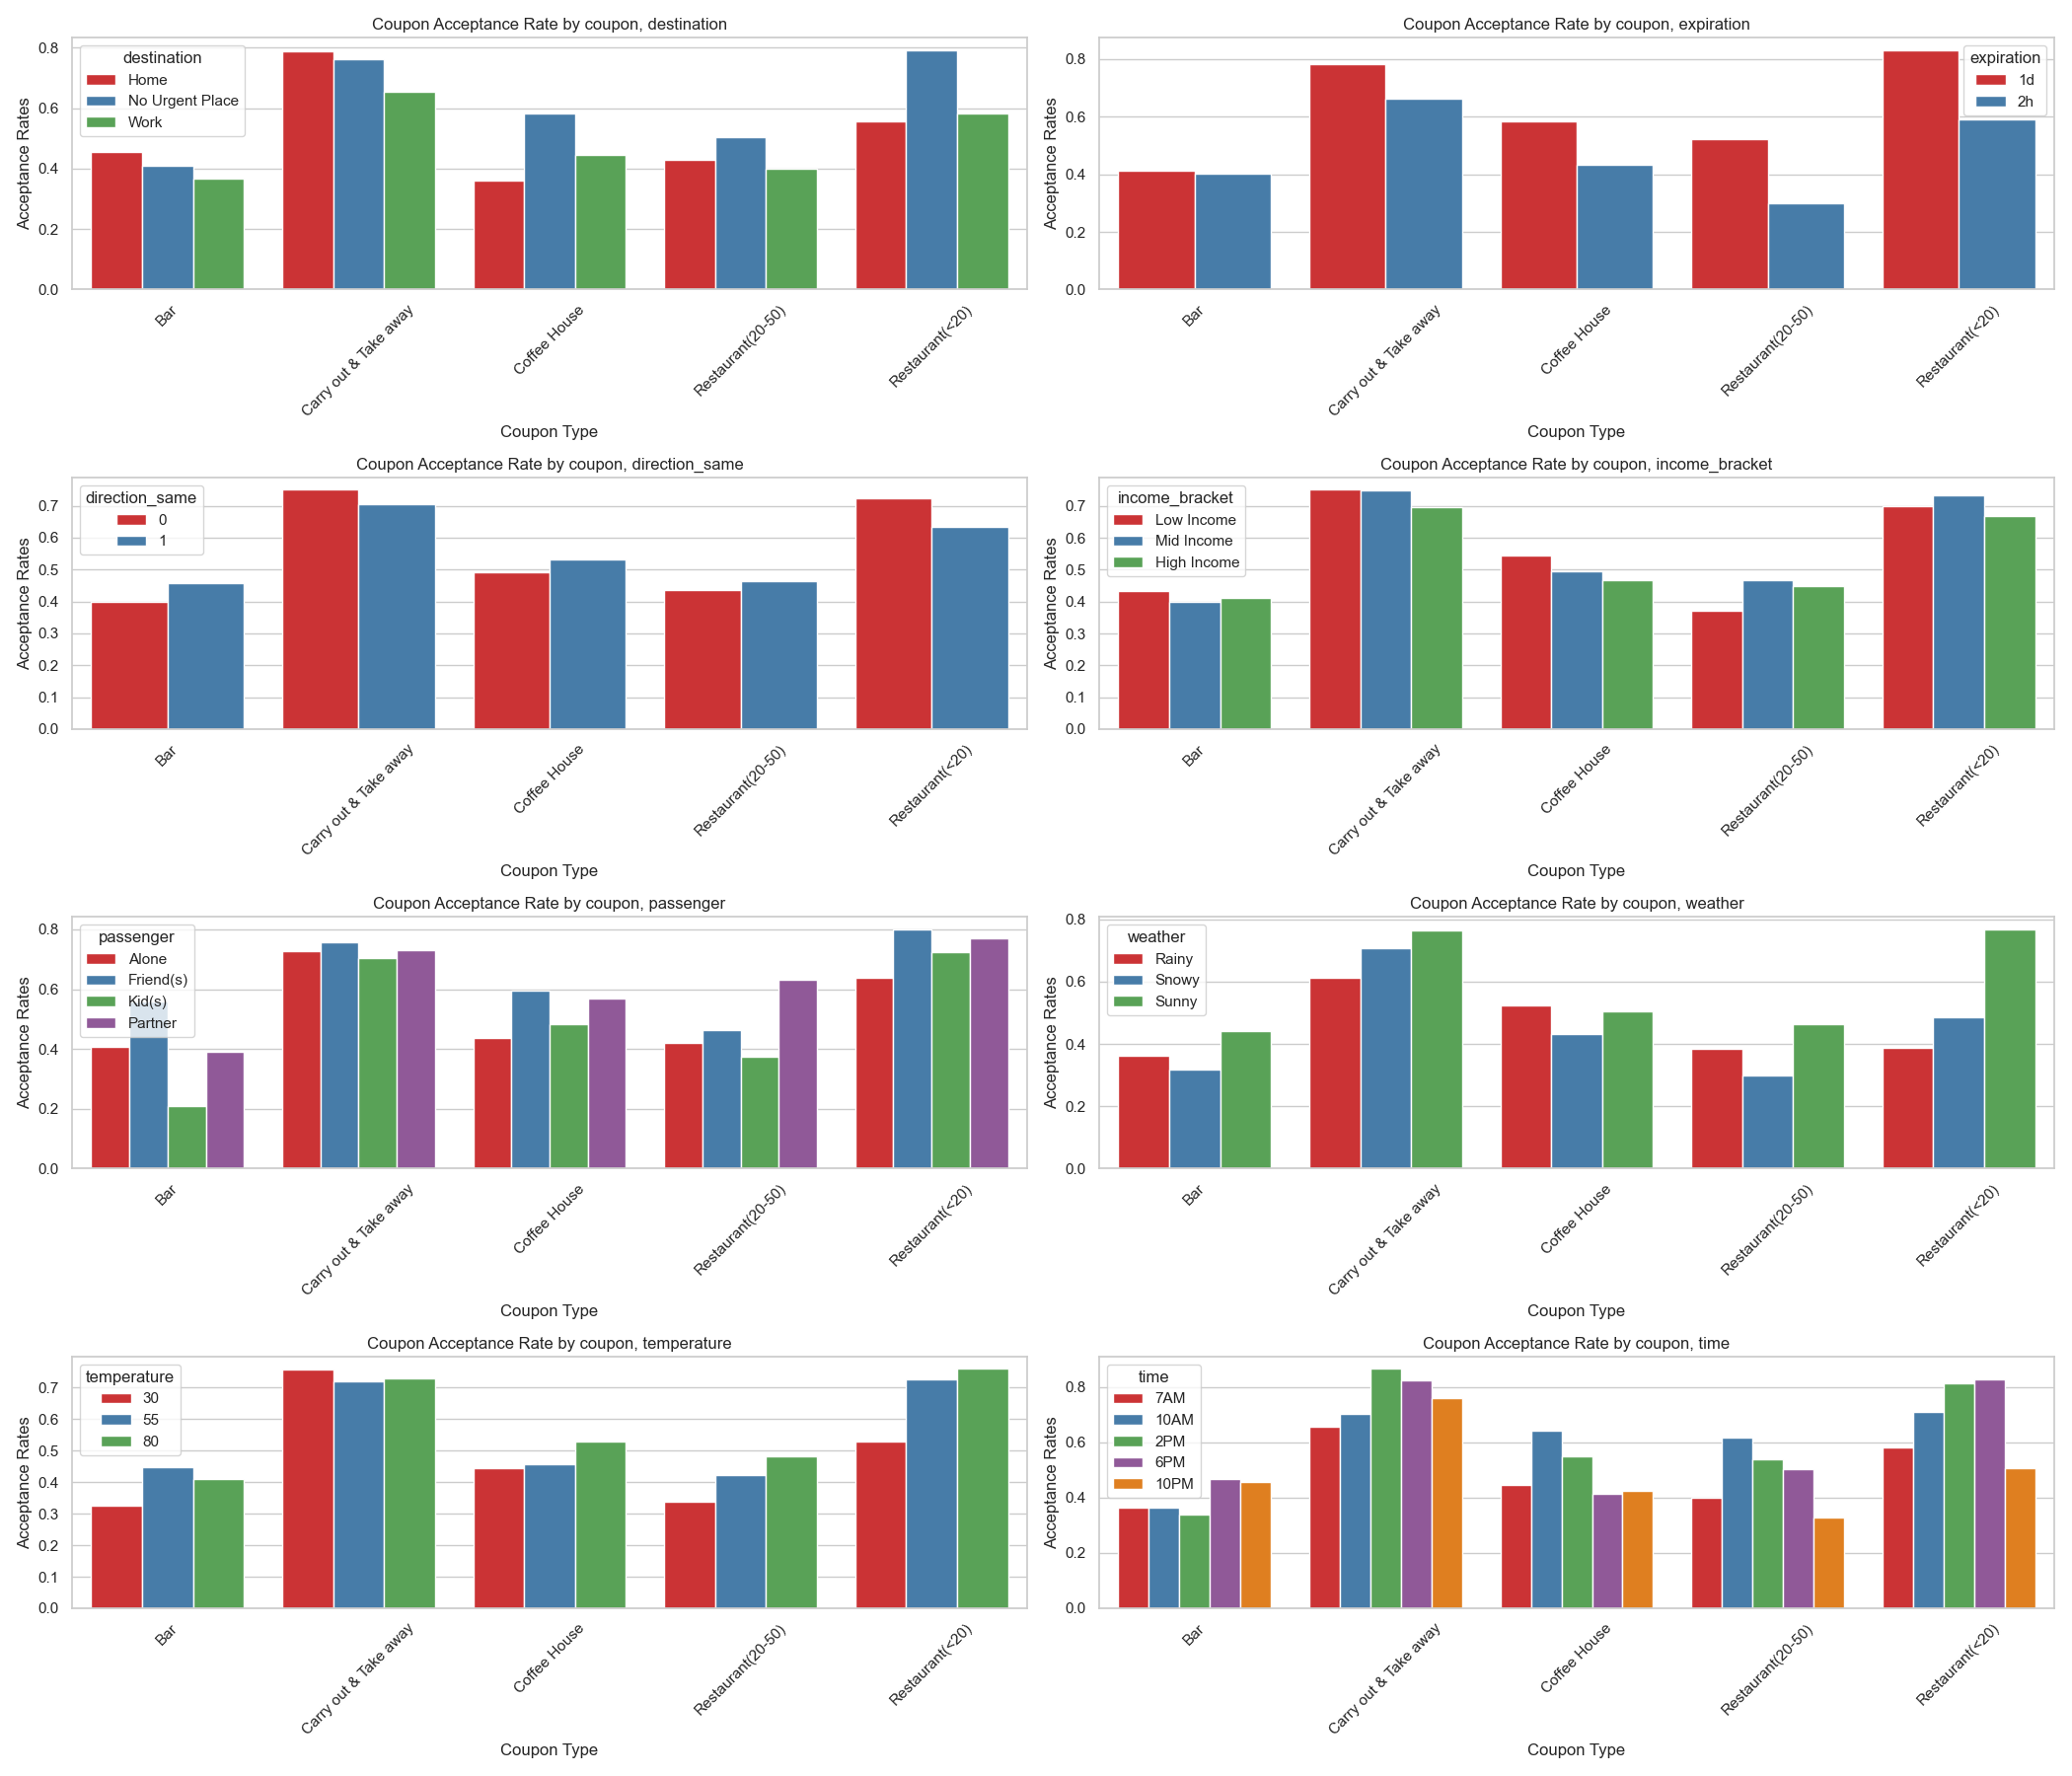 Coupon Acceptance Rate by coupon, destination
Acceptance Rates
0.8
0.6
0.4
0.2
0.0
destination
Home
No Urgent Place
Work
Bar
Carry out & Take away
Coffee House
Restaurant(20-50)
Restaurant(<20)
Coupon Type
Coupon Acceptance Rate by coupon, expiration
Acceptance Rates
0.8
0.6
0.4
0.2
0.0
expiration
1d
2h
Bar
Carry out & Take away
Coffee House
Restaurant(20-50)
Restaurant(<20)
Coupon Type
Coupon Acceptance Rate by coupon, direction_same
Acceptance Rates
0.7
0.6
0.5
0.4
0.3
0.2
0.1
0.0
direction_same
0
1
Bar
Carry out & Take away
Coffee House
Restaurant(20-50)
Restaurant(<20)
Coupon Type
Coupon Acceptance Rate by coupon, income_bracket
Acceptance Rates
0.7
0.6
0.5
0.4
0.3
0.2
0.1
0.0
income_bracket
Low Income
Mid Income
High Income
Bar
Carry out & Take away
Coffee House
Restaurant(20-50)
Restaurant(<20)
Coupon Type
Coupon Acceptance Rate by coupon, passenger
Acceptance Rates
0.8
0.6
0.4
0.2
0.0
passenger
Alone
Friend(s)
Kid(s)
Partner
Bar
Carry out & Take away
Coffee House
Restaurant(20-50)
Restaurant(<20)
Coupon Type
Coupon Acceptance Rate by coupon, weather
Acceptance Rates
0.8
0.6
0.4
0.2
0.0
weather
Rainy
Snowy
Sunny
Bar
Carry out & Take away
Coffee House
Restaurant(20-50)
Restaurant(<20)
Coupon Type
Coupon Acceptance Rate by coupon, temperature
Acceptance Rates
0.7
0.6
0.5
0.4
0.3
0.2
0.1
0.0
temperature
30
55
80
Bar
Carry out & Take away
Coffee House
Restaurant(20-50)
Restaurant(<20)
Coupon Type
Coupon Acceptance Rate by coupon, time
Acceptance Rates
0.8
0.6
0.4
0.2
0.0
time
7AM
10AM
2PM
6PM
10PM
Bar
Carry out & Take away
Coffee House
Restaurant(20-50)
Restaurant(<20)
Coupon Type